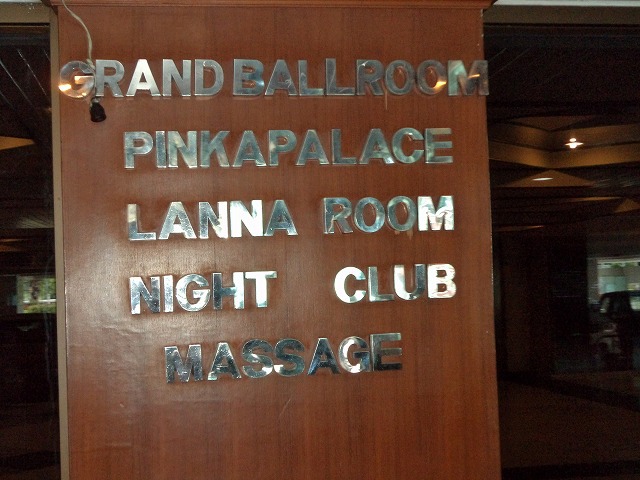 GRAND BALLROOM
PINKAPALACE
LANNA ROOM
NIGHT CLUB
MASSAGE